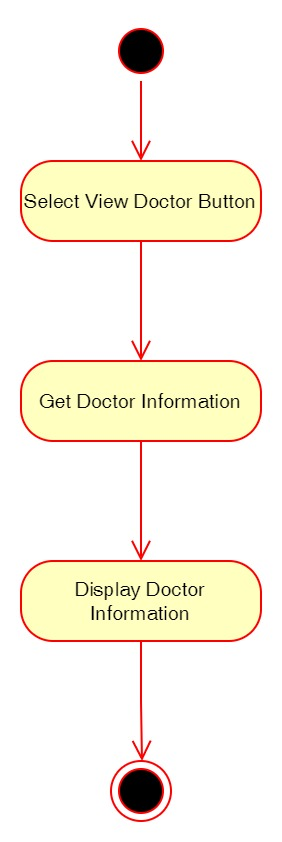 Select View Doctor Button
Get Doctor Information
Display Doctor
Information